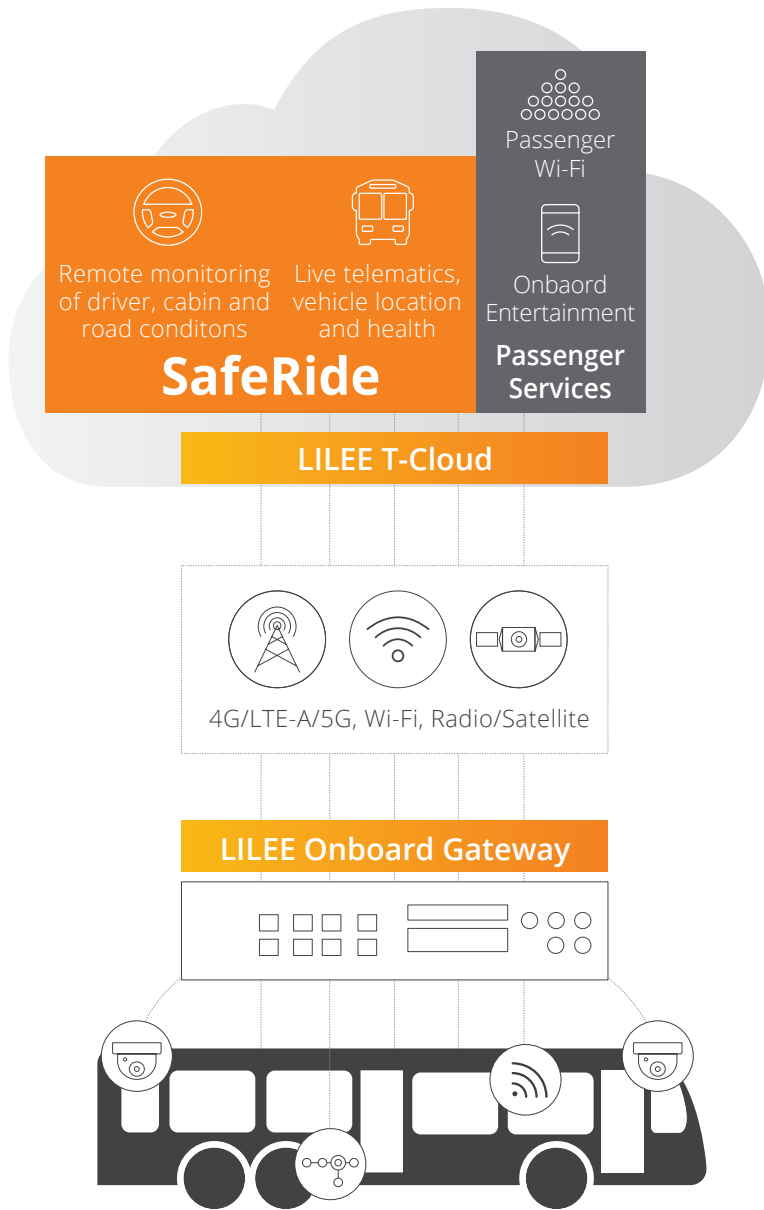 Passenger
Wi-Fi
Remote monitoring
of driver, cabin and
road conditons
Live telematics,
vehicle location
and health
Onbaord
Entertainment
SafeRide
Passenger
Services
LILEE T-Cloud
4G/LTE-A/5G, Wi-Fi, Radio/Satellite
LILEE Onboard Gateway